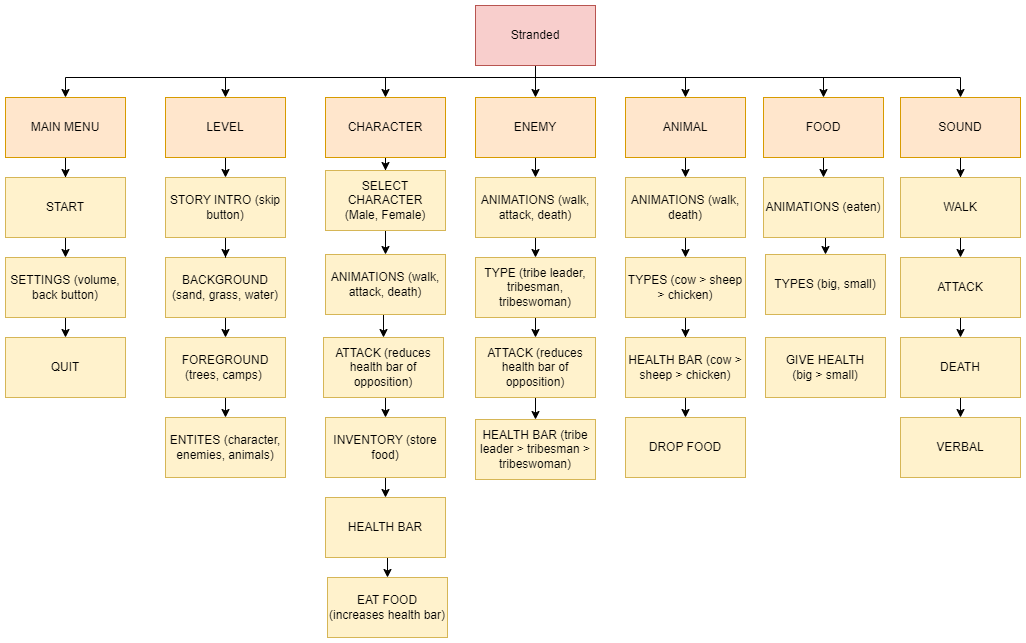 Stranded
MAIN MENU
LEVEL
CHARACTER
ENEMY
ANIMAL
FOOD
SOUND
START
SETTINGS (volume,
back button)
QUIT
STORY INTRO (skip
button)
BACKGROUND
(sand, grass, water)
FOREGROUND
(trees, camps)
ENTITES (character,
enemies, animals)
SELECT
CHARACTER
(Male, Female)
ANIMATIONS (walk,
attack, death)
ATTACK (reduces
health bar of
opposition)
INVENTORY (store
food)
HEALTH BAR
EAT FOOD
(increases health bar)
ANIMATIONS (walk,
attack, death)
TYPE (tribe leader,
tribesman,
tribeswoman)
ATTACK (reduces
health bar of
opposition)
HEALTH BAR (tribe
leader > tribesman >
tribeswoman)
ANIMATIONS (walk,
death)
TYPES (cow > sheep
> chicken)
HEALTH BAR (cow >
sheep > chicken)
DROP FOOD
ANIMATIONS (eaten)
TYPES (big, small)
GIVE HEALTH
(big > small)
WALK
ATTACK
DEATH
VERBAL